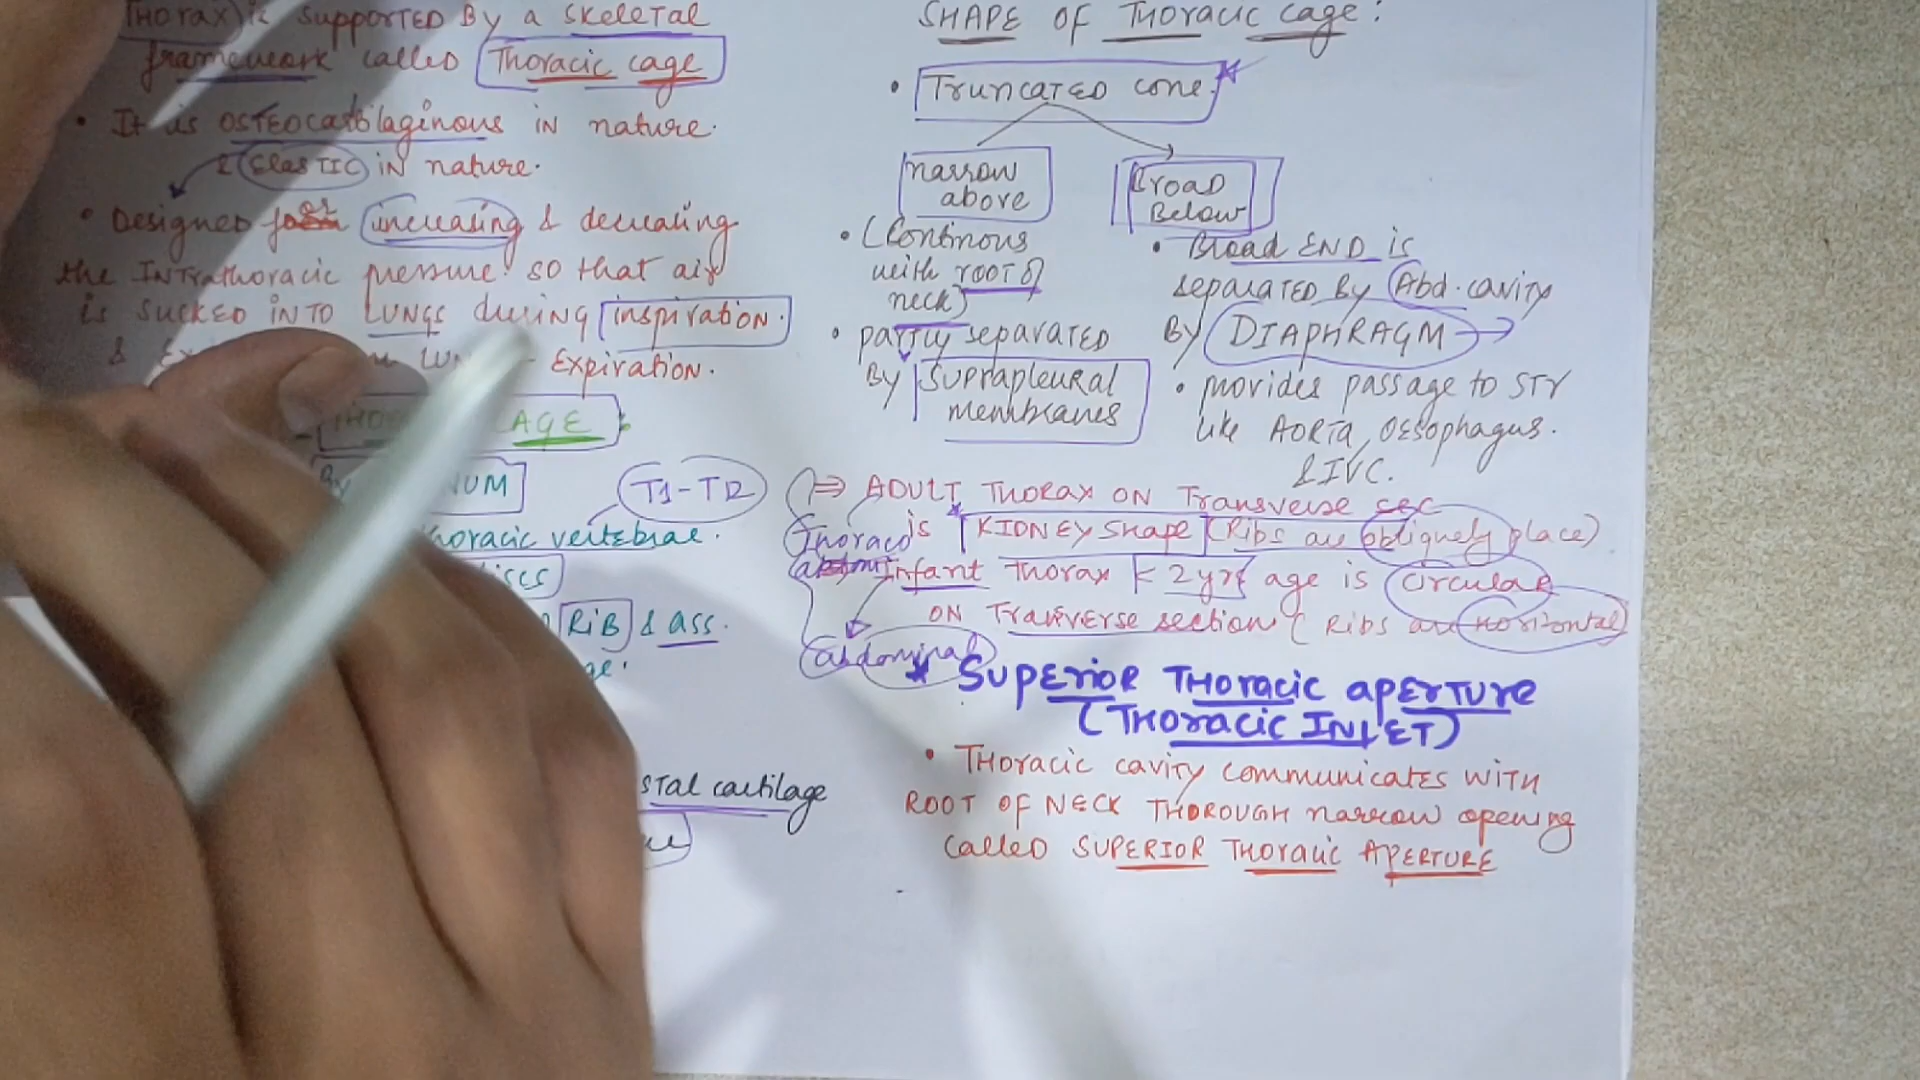 Thorax is supported By a skeletal
framework called Thoracic cage
• It is osteocartilaginous in nature.
& Elastic in nature.
• Designed for increasing & decreasing
the Intrathoracic pressure. so that air
is sucked into Lungs during inspiration.
& Expiration.
T1-T12
thoracic vertebrae.
Discs
RiB & ass.
costal cartilage
SHAPE OF THORACIC cage:
• Truncated cone.
narrow above
Broad Below
• (Continous
with root of
neck)
• partly separated
By Suprapleural
membranes
• Broad END is
separated By Abd. cavity
By DIAPHRAGM →
• provides passage to STR
like AORTA, Oesophagus.
& IVC.
⇒ ADULT Thorax on Transverse sec
is KIDNEY shape (Ribs are obliquely place)
Thoraco
abdominal
Infant Thorax < 2 yrs age is circular
ON Transverse section ( Ribs are Horizontal)
* Superior Thoracic aperture
(Thoracic INLET)
• Thoracic cavity communicates with
ROOT OF NECK THOROUGH narrow opening
called SUPERIOR Thoracic APERTURE